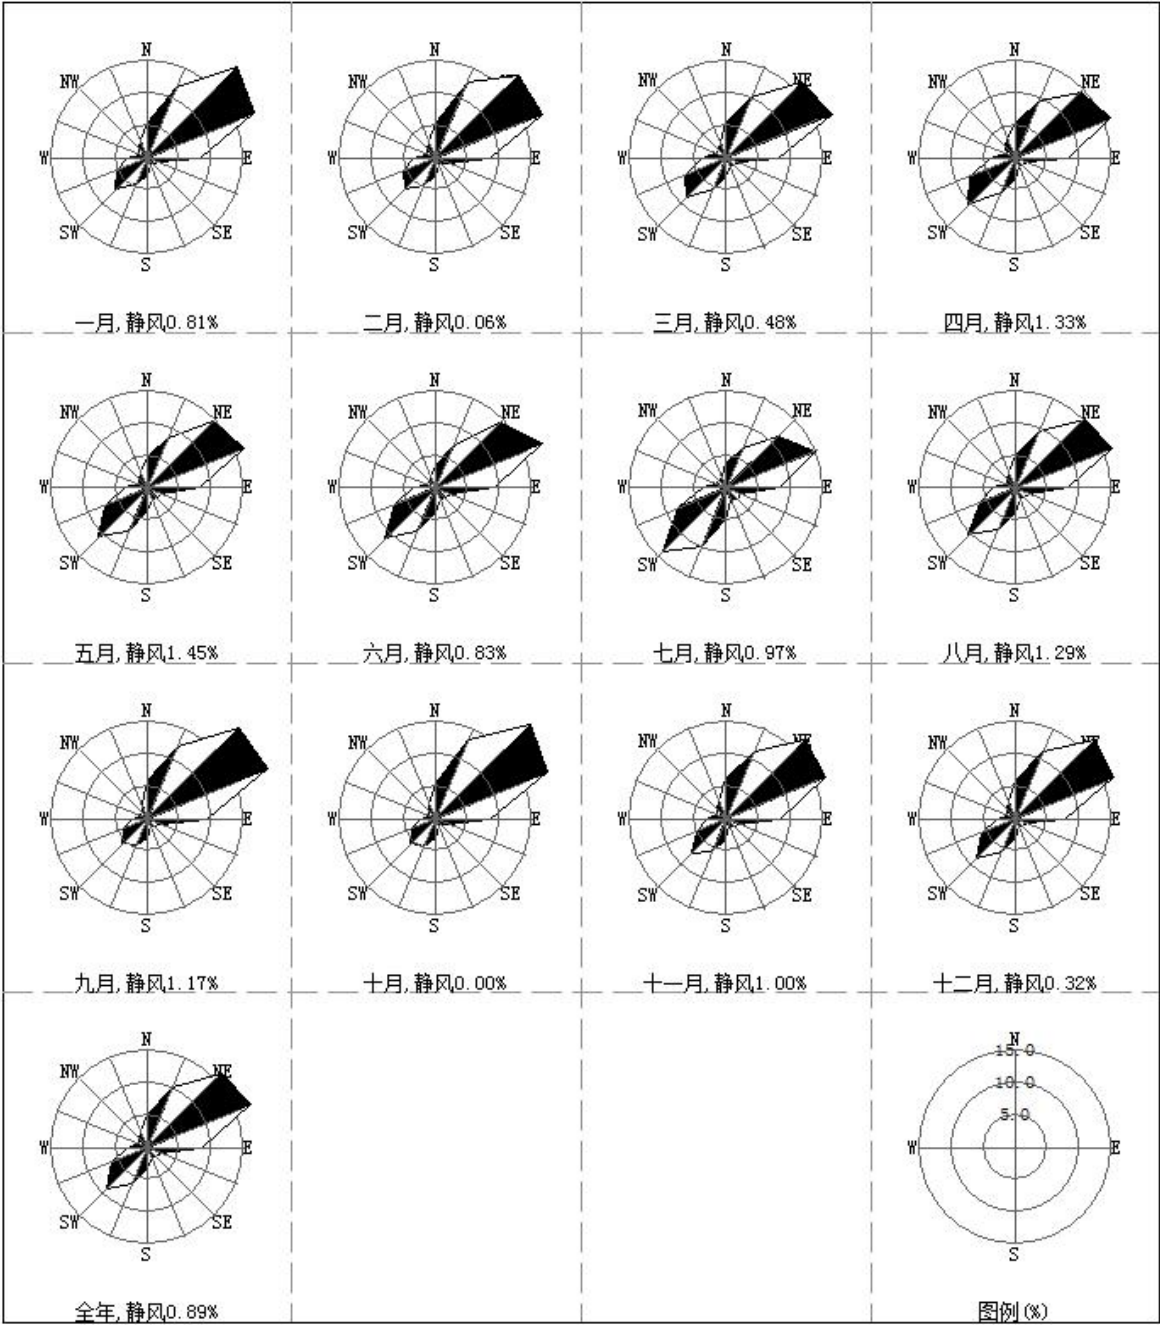 N
NW
W E
SW SE
S
一月,静风0.81%
N
NW
W E
SW SE
S
二月,静风0.06%
N
NW NE
W E
SW SE
S
三月,静风0.48%
N
NW NE
W E
SW SE
S
四月,静风1.33%
N
NW NE
W E
SW SE
S
五月,静风1.45%
N
NW NE
W E
SW SE
S
六月,静风0.83%
N
NW NE
W E
SW SE
S
七月,静风0.97%
N
NW NE
W E
SW SE
S
八月,静风1.29%
N
NW
W E
SW SE
S
九月,静风1.17%
N
NW
W E
SW SE
S
十月,静风0.00%
N
NW NE
W E
SW SE
S
十一月,静风1.00%
N
NW NE
W E
SW SE
S
十二月,静风0.32%
N
NW NE
W E
SW SE
S
全年,静风0.89%
N
15.0
10.0
5.0
W E
S
图例(%)